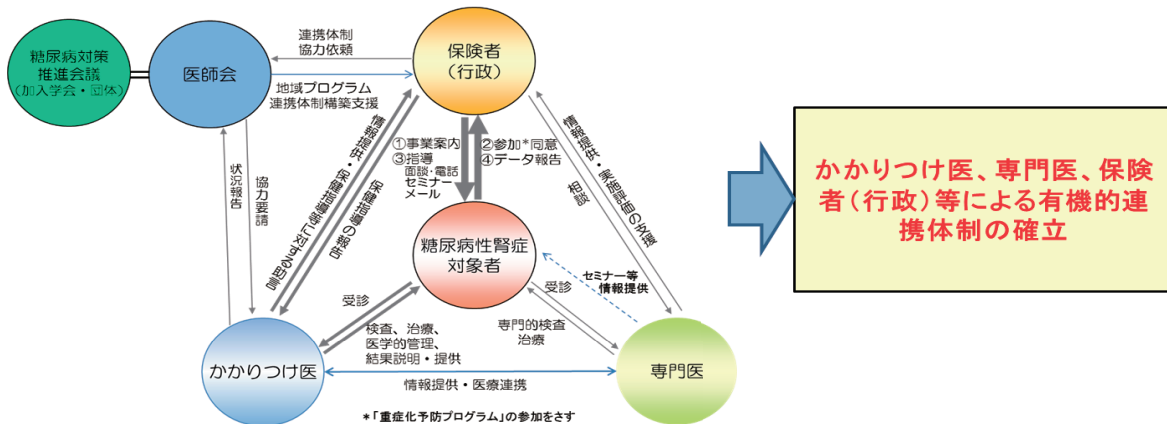 糖尿病対策
推進会議
(加入学会・団体)
医師会
連携体制
協力依頼
地域プログラム
連携体制構築支援
保険者
(行政)
①事業案内
③指導
面談・電話
セミナー
メール
②参加*同意
④データ報告
情報提供・保健指導等に対する助言
保健指導の報告
状況報告
協力要請
情報提供・実施評価の支援
相談
糖尿病性腎症
対象者
セミナー等
情報提供
受診
検査、治療、
医学的管理、
結果説明・提供
受診
専門的検査
治療
かかりつけ医
情報提供・医療連携
専門医
*「重症化予防プログラム」の参加をさす
かかりつけ医、専門医、保険
者(行政)等による有機的連
携体制の確立